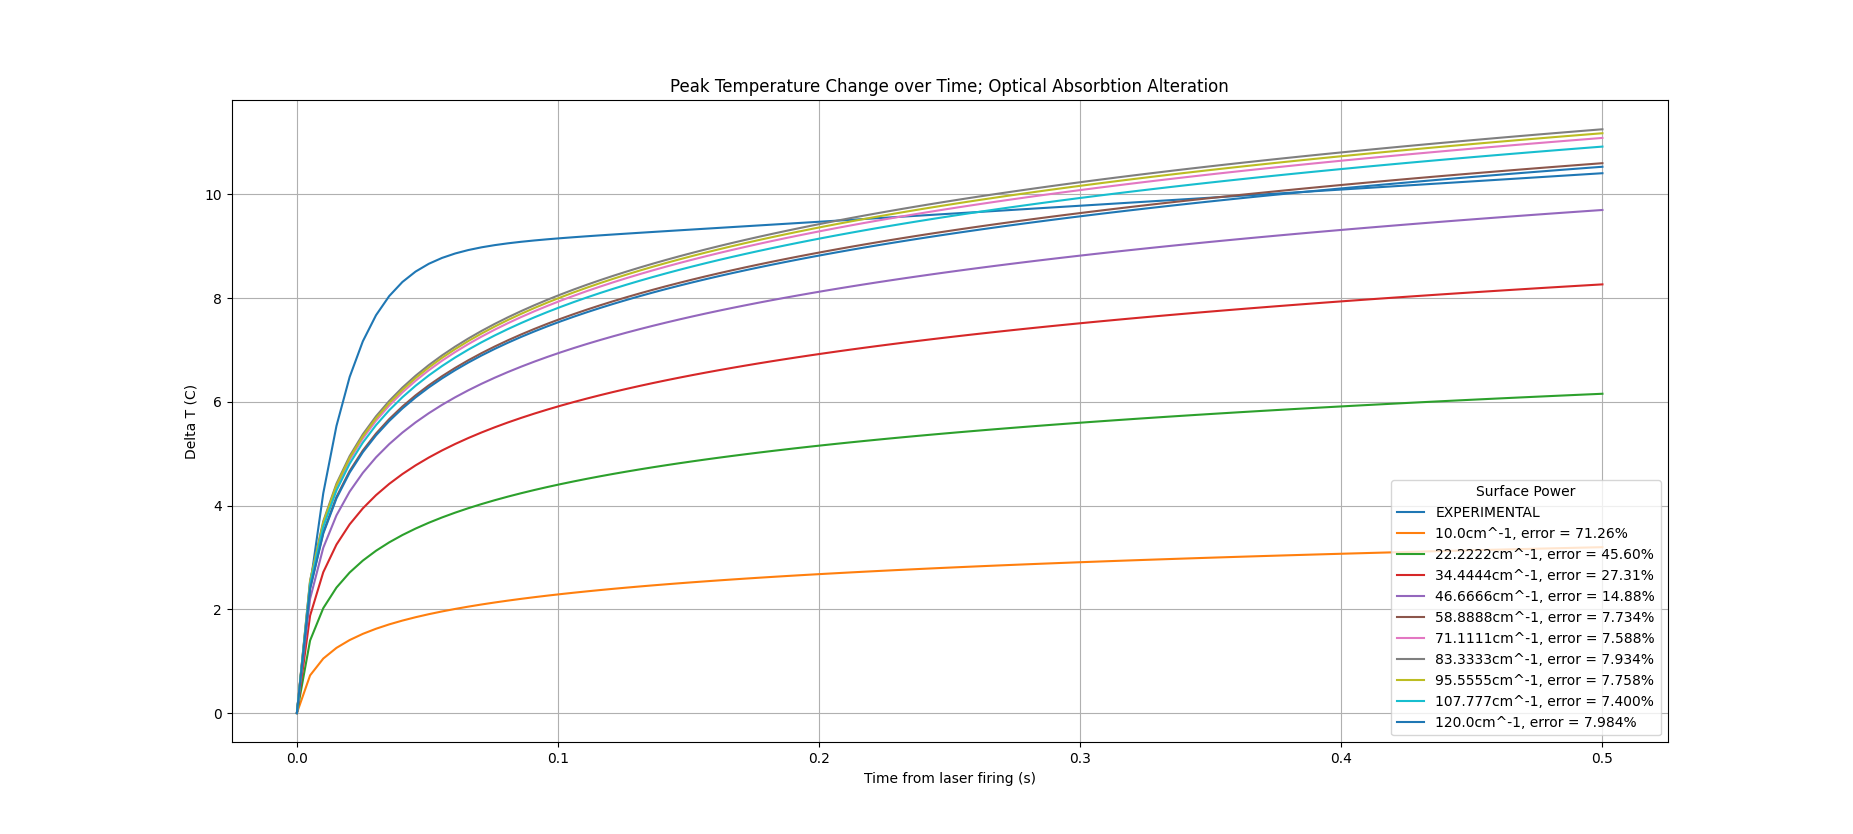 Peak Temperature Change over Time; Optical Absorbtion Alteration
Delta T (C)
10
8
6
4
2
0
Surface Power
EXPERIMENTAL
10.0cm^-1, error = 71.26%
22.2222cm^-1, error = 45.60%
34.4444cm^-1, error = 27.31%
46.6666cm^-1, error = 14.88%
58.8888cm^-1, error = 7.734%
71.1111cm^-1, error = 7.588%
83.3333cm^-1, error = 7.934%
95.5555cm^-1, error = 7.758%
107.777cm^-1, error = 7.400%
120.0cm^-1, error = 7.984%
0.0 0.1 0.2 0.3 0.4 0.5
Time from laser firing (s)